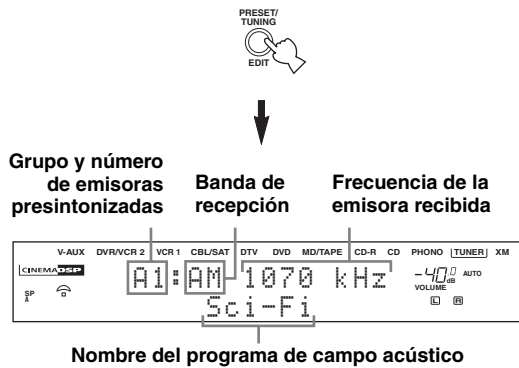 PRESET/
TUNING
EDIT
Grupo y número
de emisoras
presintonizadas
Banda de
recepción
Frecuencia de la
emisora recibida
V-AUX DVR/VCR 2 VCR 1 CBL/SAT DTV DVD MD/TAPE CD-R CD PHONO TUNER XM
CINEMA DSP
A1:AM 1070 kHz
-40.0 dB
AUTO
VOLUME
SP
A
L R
Sci-Fi
Nombre del programa de campo acústico